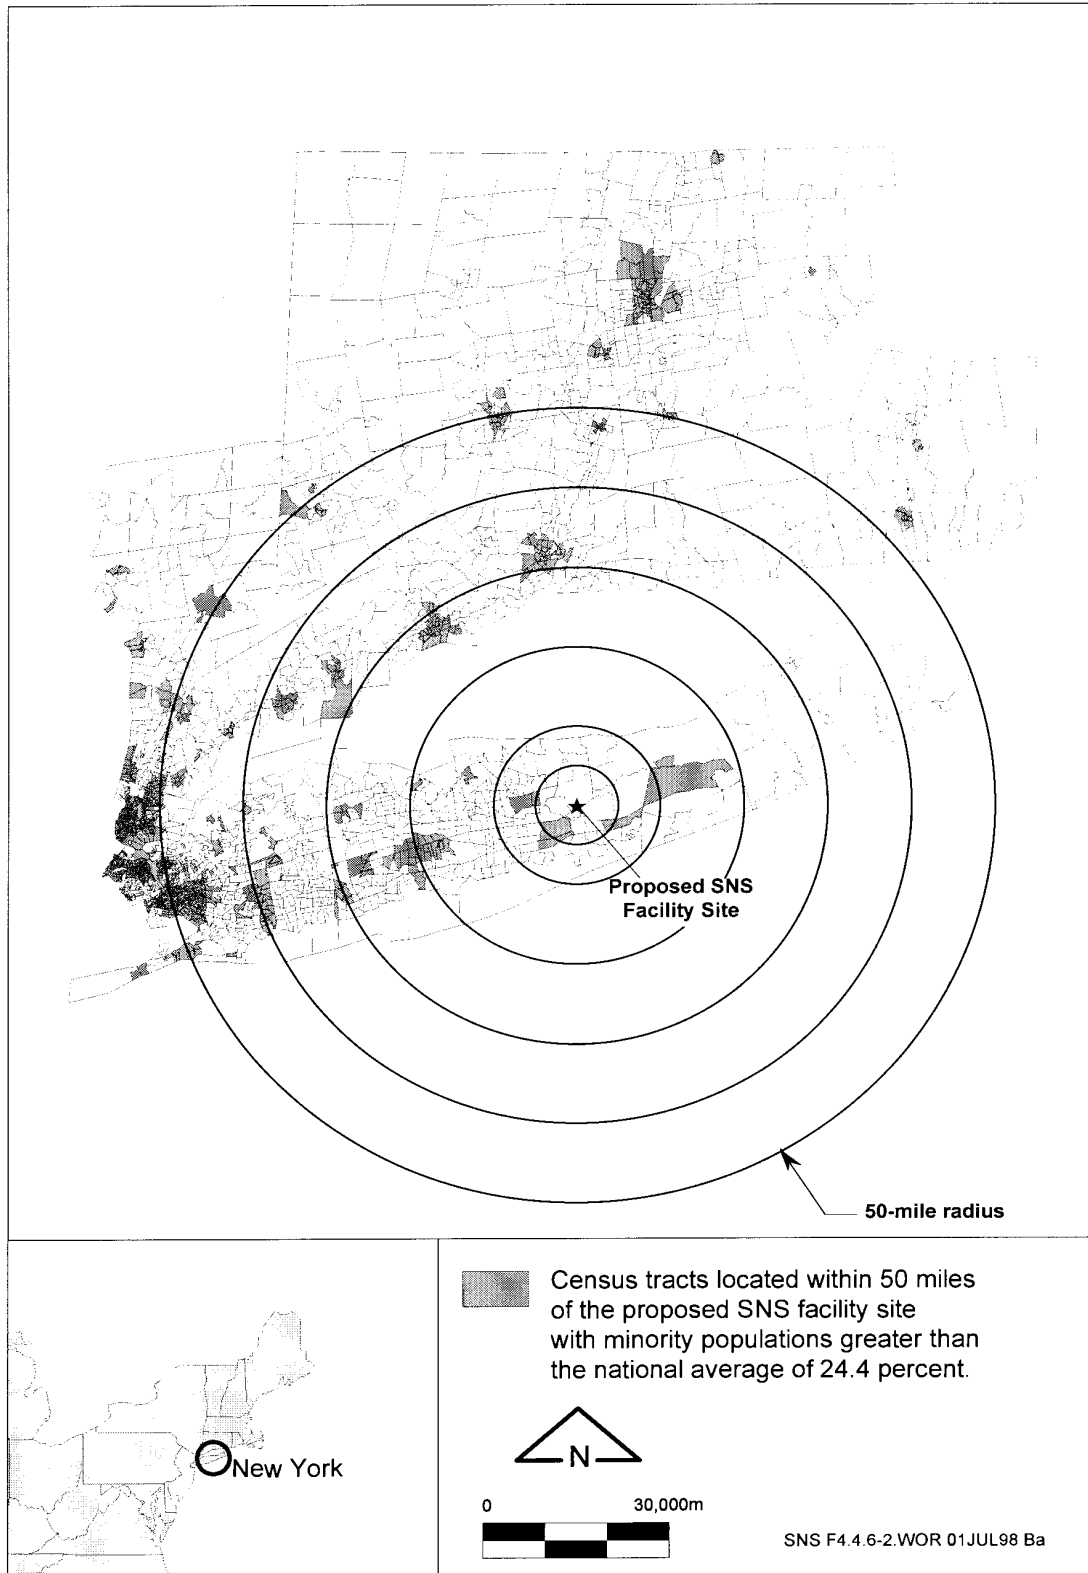 Proposed SNS
Facility Site
50-mile radius
Census tracts located within 50 miles
of the proposed SNS facility site
with minority populations greater than
the national average of 24.4 percent.
N
New York
0 30,000m
SNS F4.4.6-2.WOR 01JUL98 Ba